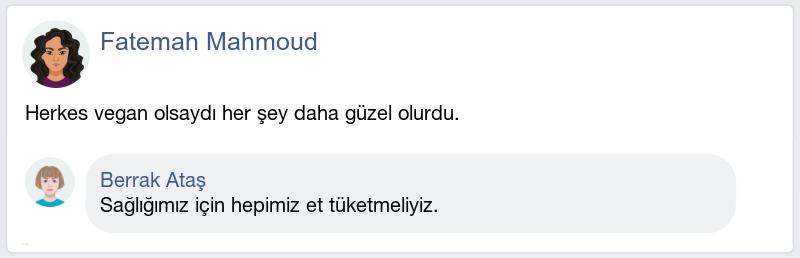 Fatemah Mahmoud
Herkes vegan olsaydı her şey daha güzel olurdu.
Berrak Ataş
Sağlığımız için hepimiz et tüketmeliyiz.